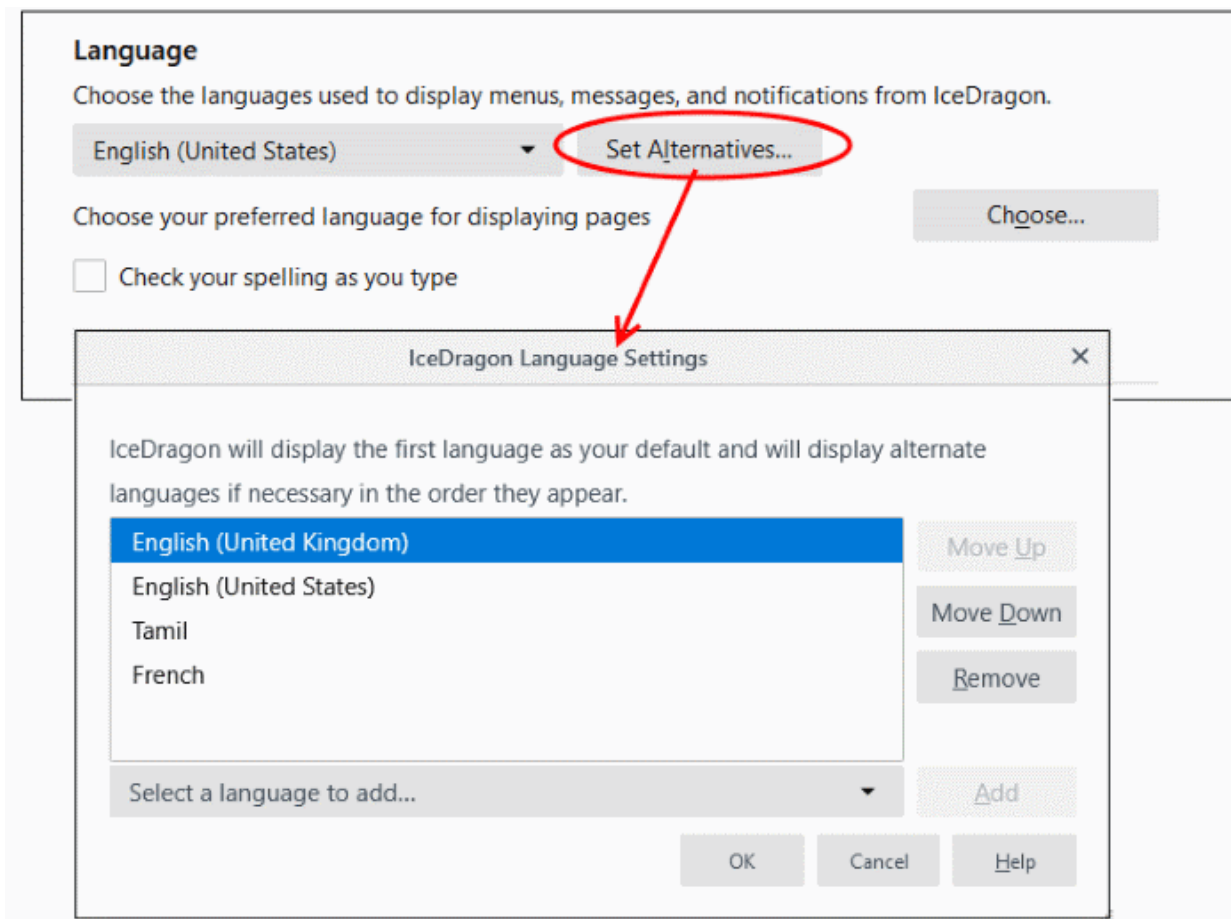 Language
Choose the languages used to display menus, messages, and notifications from IceDragon.
English (United States)
Set Alternatives...
Choose your preferred language for displaying pages
Choose...
Check your spelling as you type
IceDragon Language Settings
IceDragon will display the first language as your default and will display alternate
languages if necessary in the order they appear.
English (United Kingdom)
Move Up
English (United States)
Move Down
Tamil
French
Remove
Select a language to add...
Add
OK
Cancel
Help